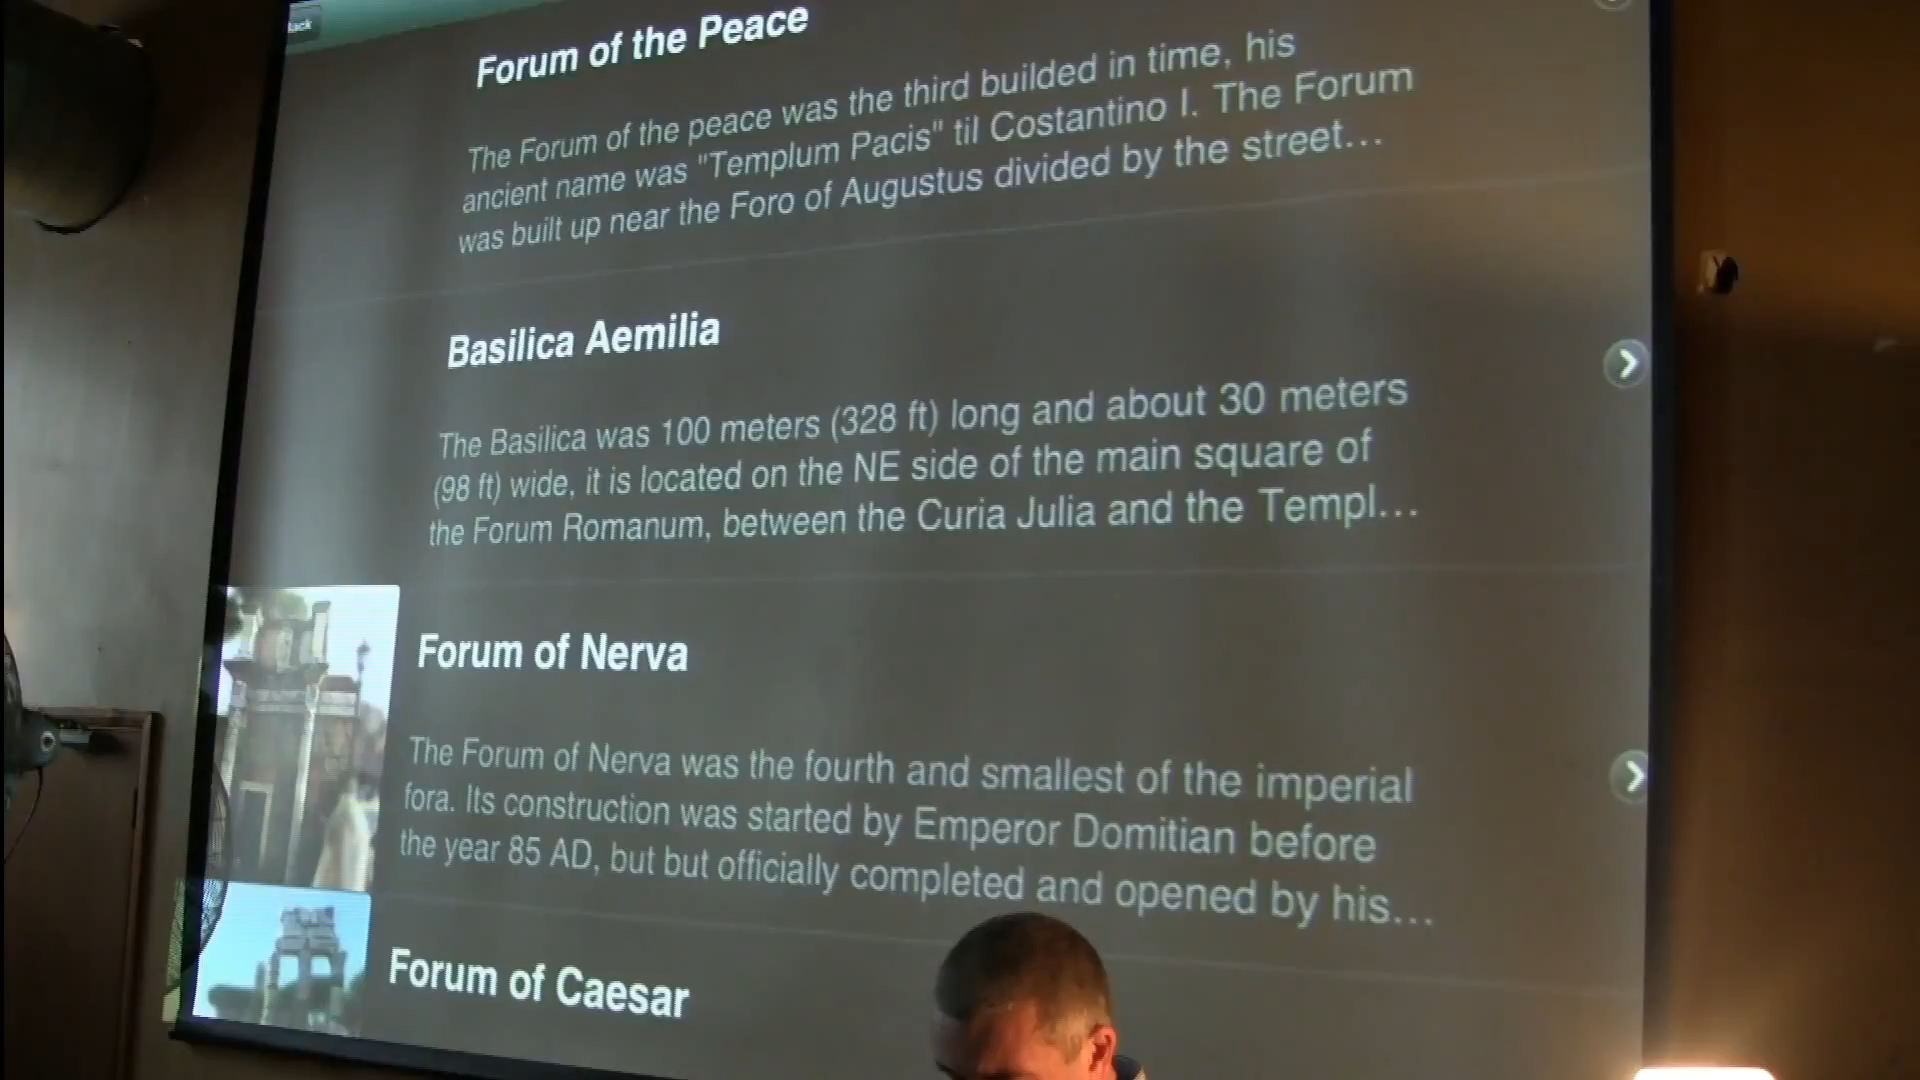 Back
Forum of the Peace
The Forum of the peace was the third builded in time, his
ancient name was "Templum Pacis" til Costantino I. The Forum
was built up near the Foro of Augustus divided by the street...
Basilica Aemilia
The Basilica was 100 meters (328 ft) long and about 30 meters
(98 ft) wide, it is located on the NE side of the main square of
the Forum Romanum, between the Curia Julia and the Templ...
Forum of Nerva
The Forum of Nerva was the fourth and smallest of the imperial
fora. Its construction was started by Emperor Domitian before
the year 85 AD, but but officially completed and opened by his...
Forum of Caesar